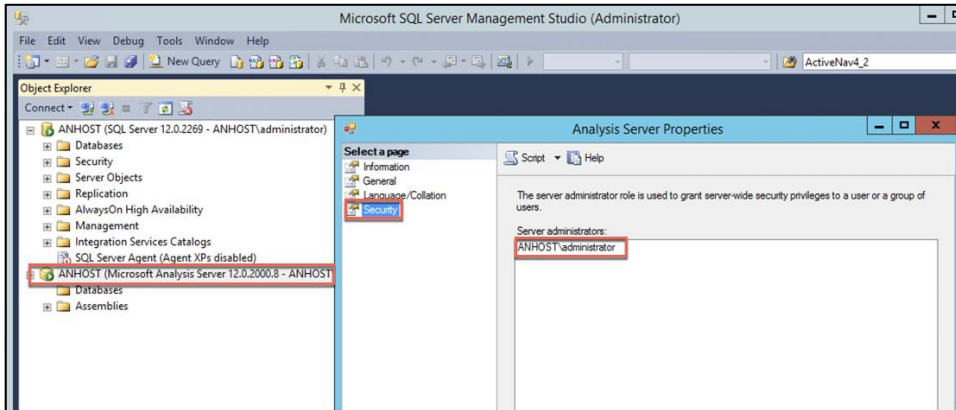 Microsoft SQL Server Management Studio (Administrator)
File Edit View Debug Tools Window Help
New Query
ActiveNav4_2
Object Explorer
Connect
ANHOST (SQL Server 12.0.2269 - ANHOST\administrator)
Databases
Security
Server Objects
Replication
AlwaysOn High Availability
Management
Integration Services Catalogs
SQL Server Agent (Agent XPs disabled)
ANHOST (Microsoft Analysis Server 12.0.2000.8 - ANHOST
Databases
Assemblies
Analysis Server Properties
Select a page
Information
General
Language/Collation
Security
Script Help
The server administrator role is used to grant server-wide security privileges to a user or a group of
users.
Server administrators:
ANHOST\administrator